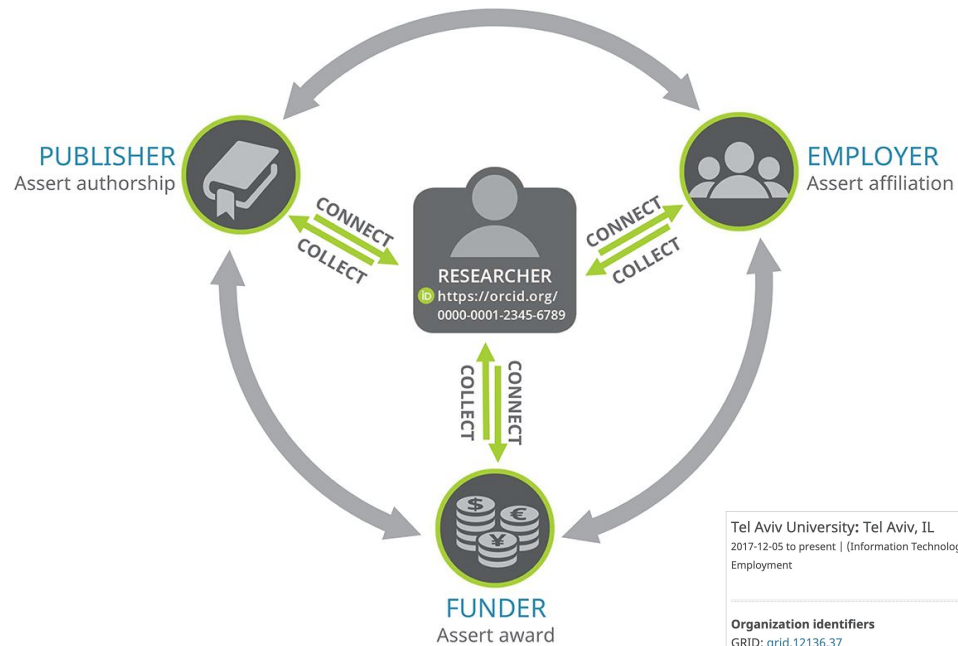 PUBLISHER
Assert authorship
EMPLOYER
Assert affiliation
CONNECT
COLLECT
CONNECT
COLLECT
RESEARCHER
iD https://orcid.org/
0000-0001-2345-6789
COLLECT
CONNECT
$
€
¥
FUNDER
Assert award
Tel Aviv University: Tel Aviv, IL
2017-12-05 to present | (Information
Employment
Organization identifiers
GRID: grid.12136.37